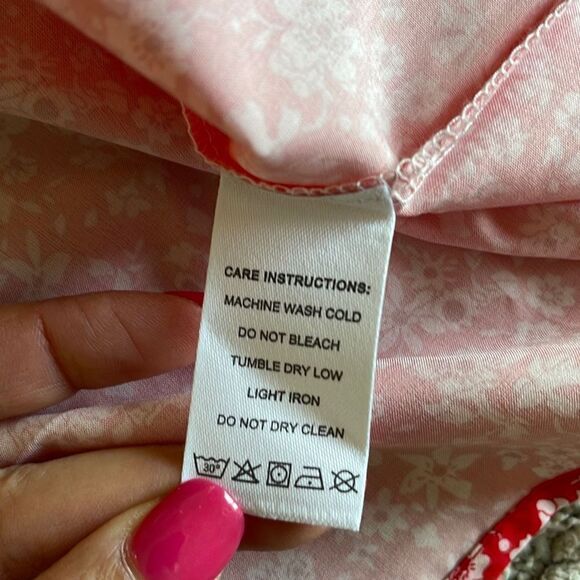 CARE INSTRUCTIONS:
MACHINE WASH COLD
DO NOT BLEACH
TUMBLE DRY LOW
LIGHT IRON
DO NOT DRY CLEAN
30°